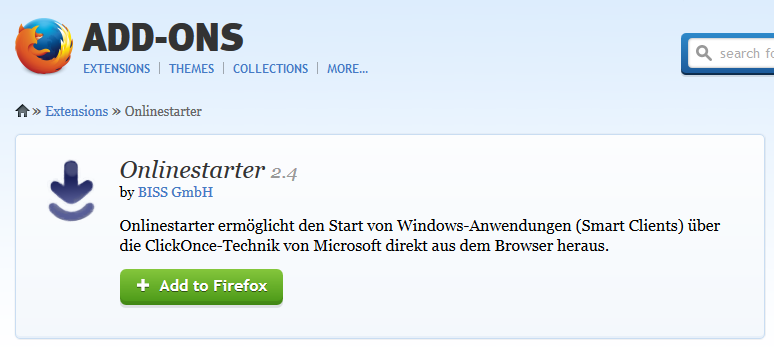 ADD-ONS
EXTENSIONS | THEMES | COLLECTIONS | MORE...
search fo
» Extensions » Onlinestarter
Onlinestarter 2.4
by BISS GmbH
Onlinestarter ermöglicht den Start von Windows-Anwendungen (Smart Clients) über
die ClickOnce-Technik von Microsoft direkt aus dem Browser heraus.
+ Add to Firefox